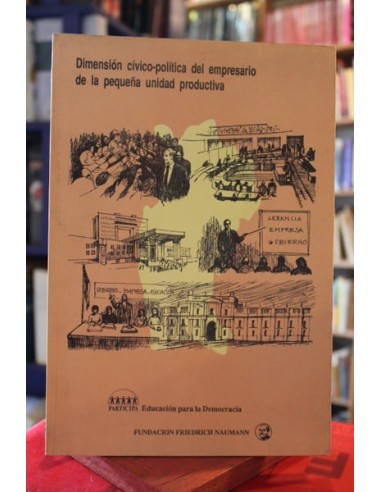 Dimensión cívico-política del empresario
de la pequeña unidad productiva
GERENCIA
EMPRESA
GOBIERNO
PARTICIPA Educación para la Democracia
FUNDACION FRIEDRICH NAUMANN